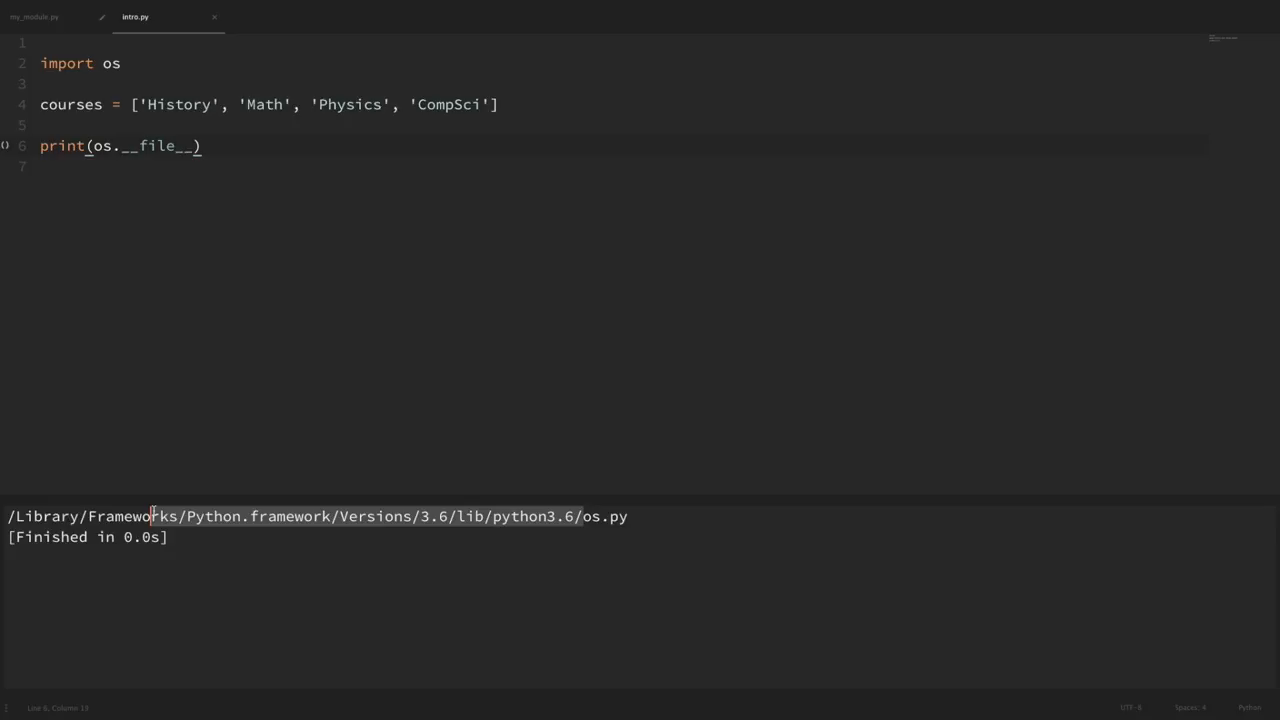 my_module.py
intro.py
1
2 import os
3
4 courses = ['History', 'Math', 'Physics', 'CompSci']
5
() 6 print(os.__file__)
7
/Library/Frameworks/Python.framework/Versions/3.6/lib/python3.6/os.py
[Finished in 0.0s]
Line 6, Column 19
UTF-8
Spaces: 4
Python